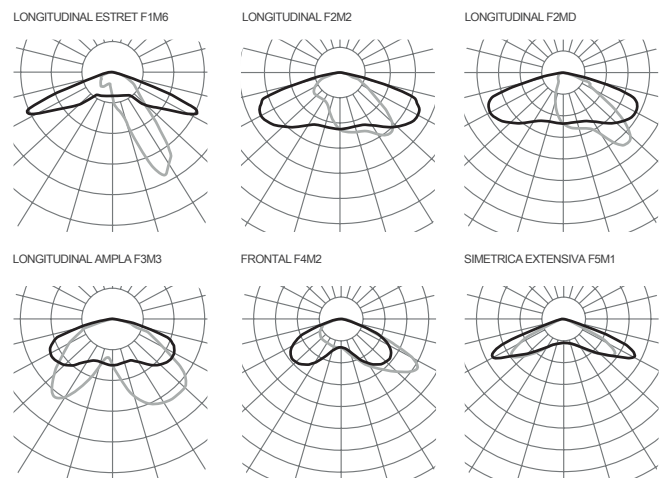 LONGITUDINAL ESTRET F1M6
LONGITUDINAL F2M2
LONGITUDINAL F2MD
LONGITUDINAL AMPLA F3M3
FRONTAL F4M2
SIMETRICA EXTENSIVA F5M1